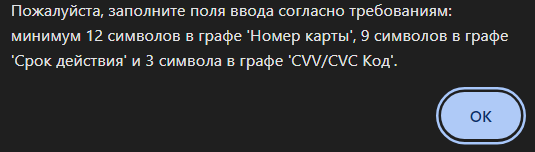 Пожалуйста, заполните поля ввода согласно требованиям:
минимум 12 символов в графе 'Номер карты', 9 символов в графе
'Срок действия' и 3 символа в графе 'CVV/CVC Код'.
ОК